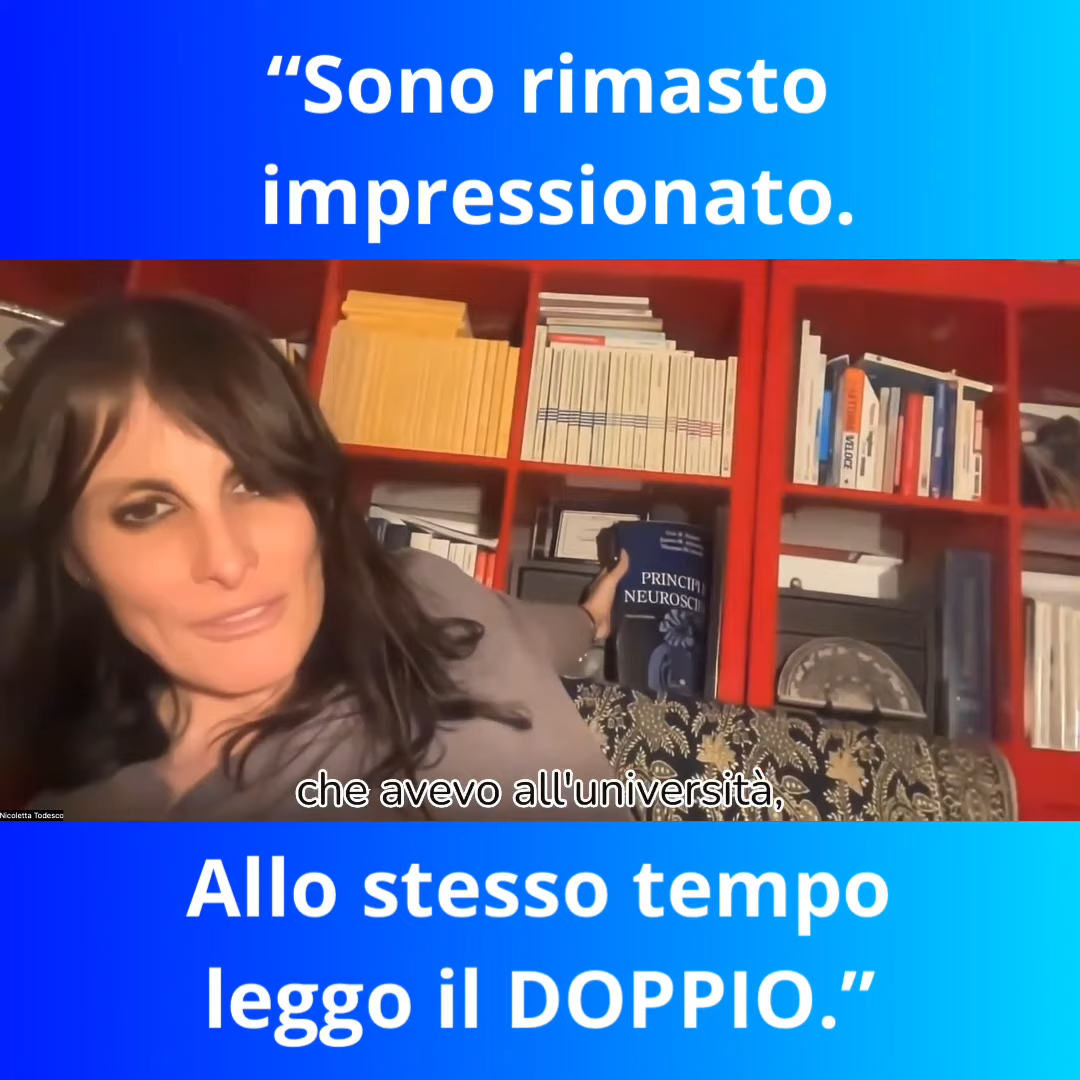 “Sono rimasto
impressionato.
VELOCE
PRINCIPI
NEUROSCI
che avevo all'università,
Nicoletta Todesco
Allo stesso tempo
leggo il DOPPIO.”